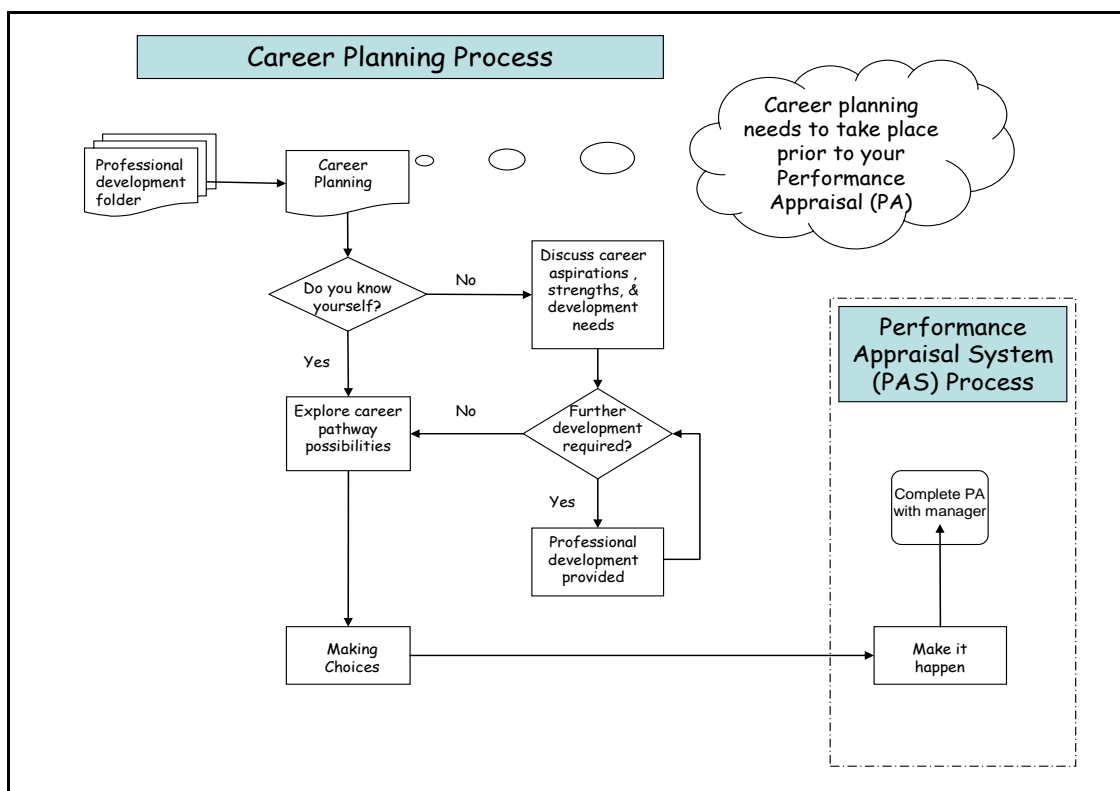 Career Planning Process
Career planning
needs to take place
prior to your
Performance
Appraisal (PA)
Professional
development
folder
Career
Planning
Do you know
yourself?
No
Discuss career
aspirations ,
strengths, &
development
needs
Yes
Performance
Appraisal System
(PAS) Process
Explore career
pathway
possibilities
No
Further
development
required?
Yes
Complete PA
with manager
Professional
development
provided
Making
Choices
Make it
happen